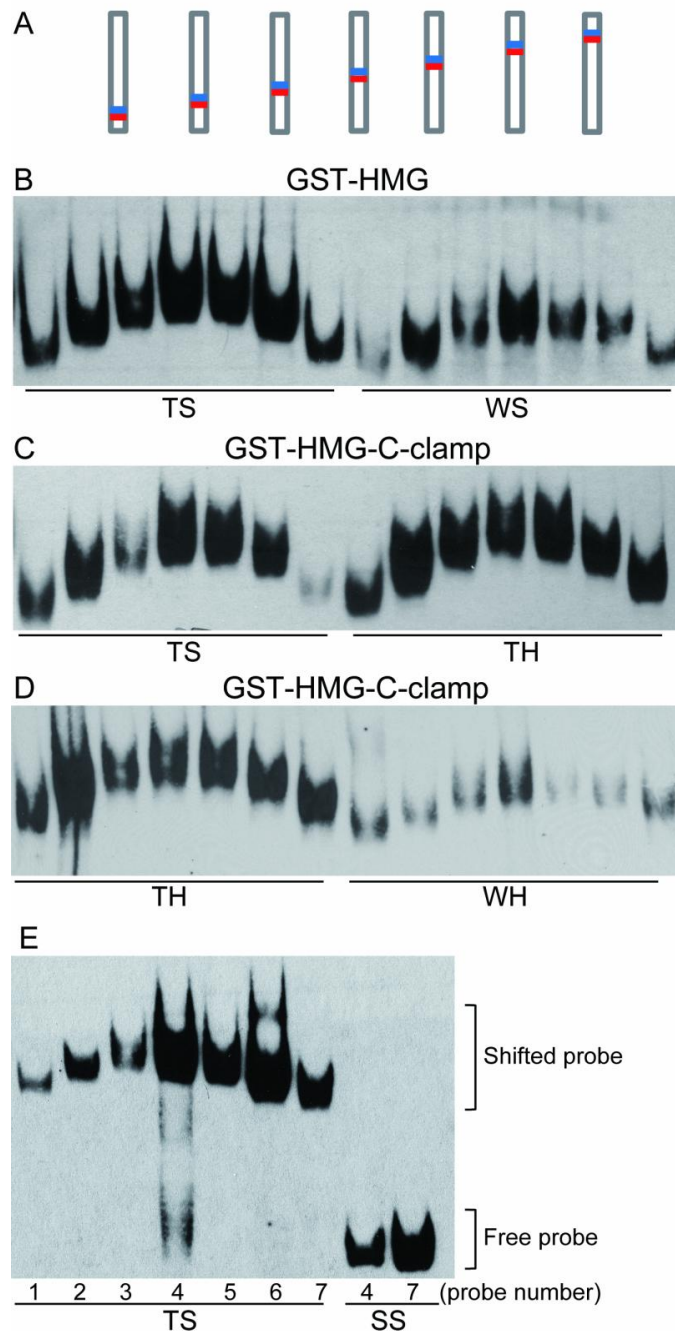 A
B
GST-HMG
TS WS
C
GST-HMG-C-clamp
TS TH
D
GST-HMG-C-clamp
TH WH
E
Shifted probe
Free probe
1 2 3 4 5 6 7 4 7 (probe number)
TS SS